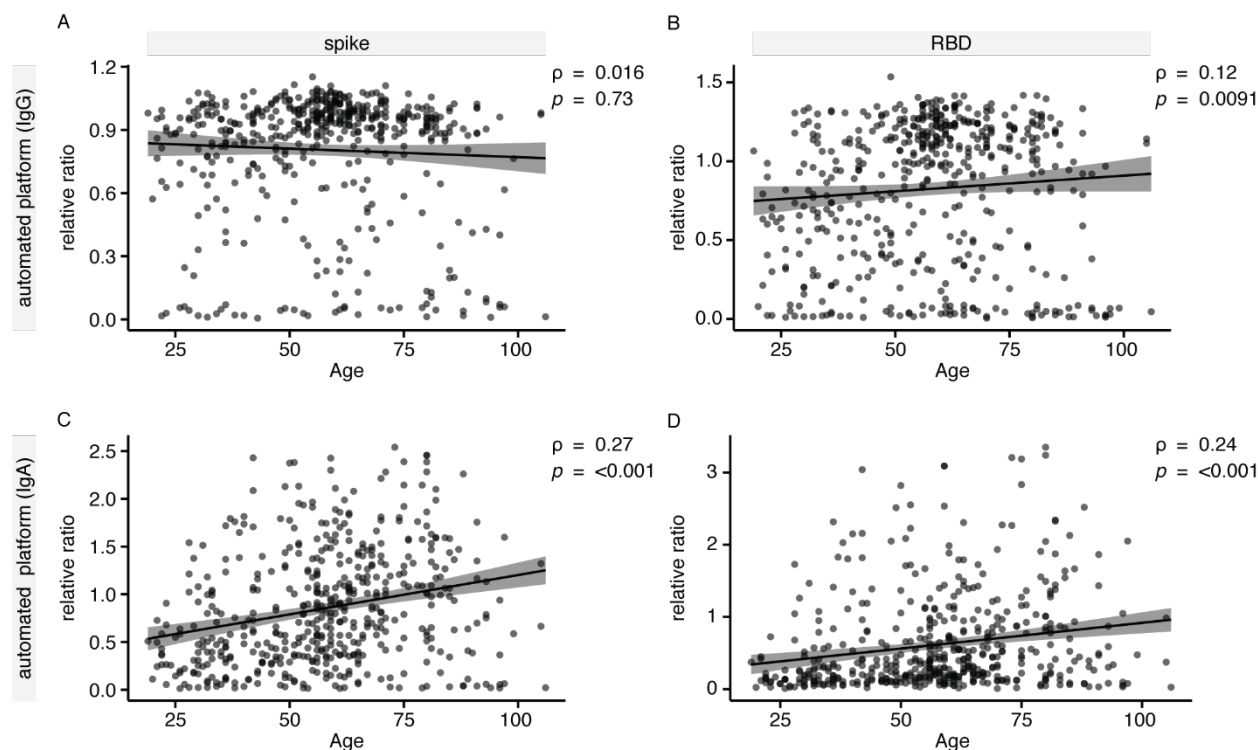 A
spike
ρ = 0.016
p = 0.73
automated platform (IgG)
relative ratio
1.2
0.9
0.6
0.3
0.0
25 50 75 100
Age
B
RBD
ρ = 0.12
p = 0.0091
relative ratio
1.5
1.0
0.5
0.0
25 50 75 100
Age
C
ρ = 0.27
p = <0.001
automated platform (IgA)
relative ratio
2.5
2.0
1.5
1.0
0.5
0.0
25 50 75 100
Age
D
ρ = 0.24
p = <0.001
relative ratio
3
2
1
0
25 50 75 100
Age